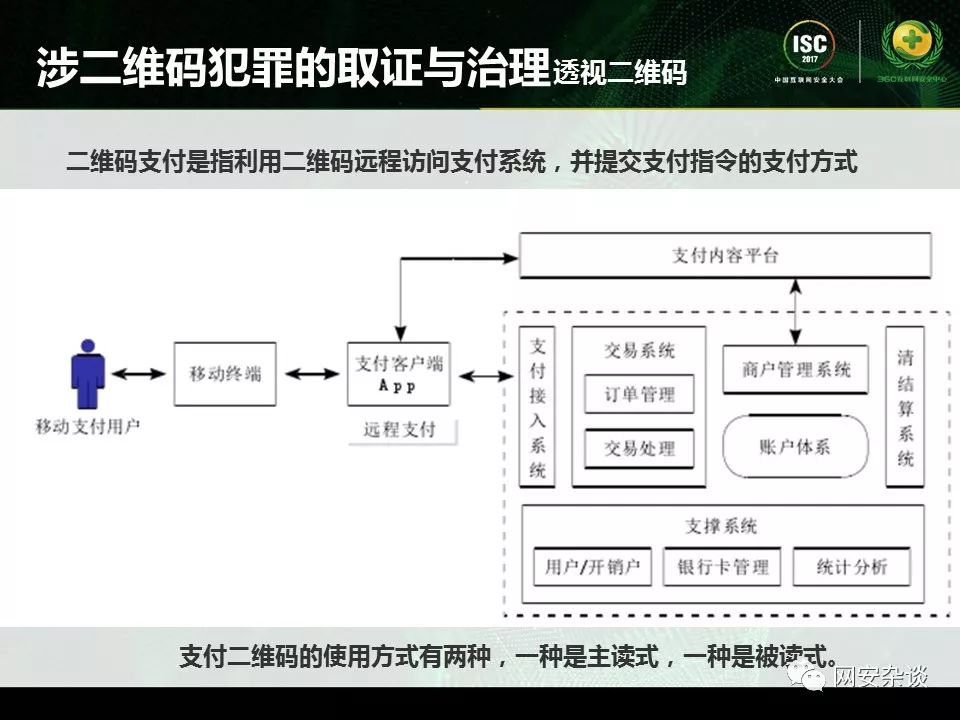 涉二维码犯罪的取证与治理透视二维码
ISC
2017
中国互联网安全大会
360互联网安全中心
二维码支付是指利用二维码远程访问支付系统，并提交支付指令的支付方式
支付内容平台
移动支付用户
移动终端
支付客户端
App
远程支付
支付接入系统
交易系统
订单管理
交易处理
商户管理系统
账户体系
清结算系统
支撑系统
用户/开销户
银行卡管理
统计分析
支付二维码的使用方式有两种，一种是主读式，一种是被读式。
网安杂谈